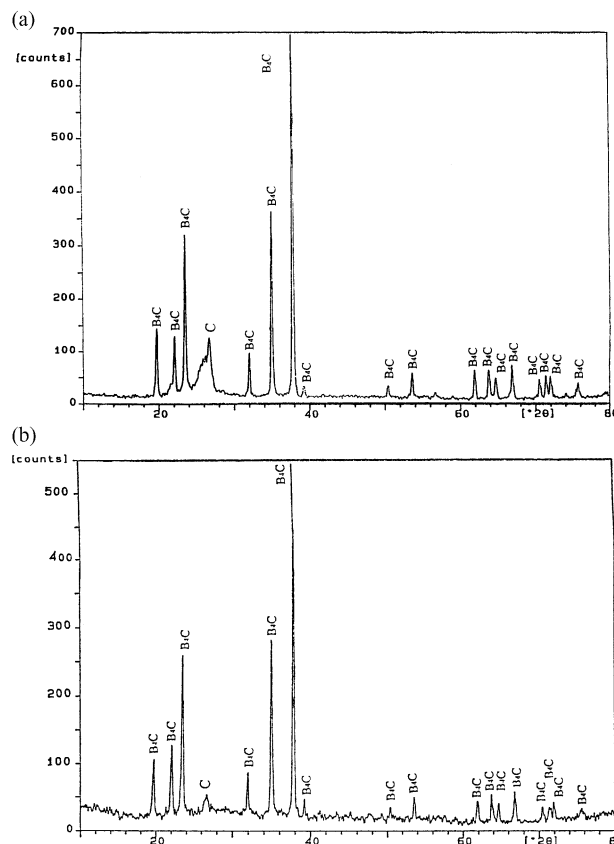 (a)
700
[counts]
B₄C
600
500
400
B₄C
B₄C
300
200
B₄C
B₄C
C
100
B₄C
B₄C
B₄C
B₄C
B₄C
B₄C
B₄C
B₄C
B₄C
B₄C
B₄C
B₄C
0
20
40
60
[°2θ]
80
(b)
[counts]
B₄C
500
400
300
B₄C
B₄C
200
B₄C
B₄C
100
C
B₄C
B₄C
B₄C
B₄C
B₄C
B₄C
B₄C
B₄C
B₄C
B₄C
B₄C
B₄C
0
20
40
60
[°2θ]
80